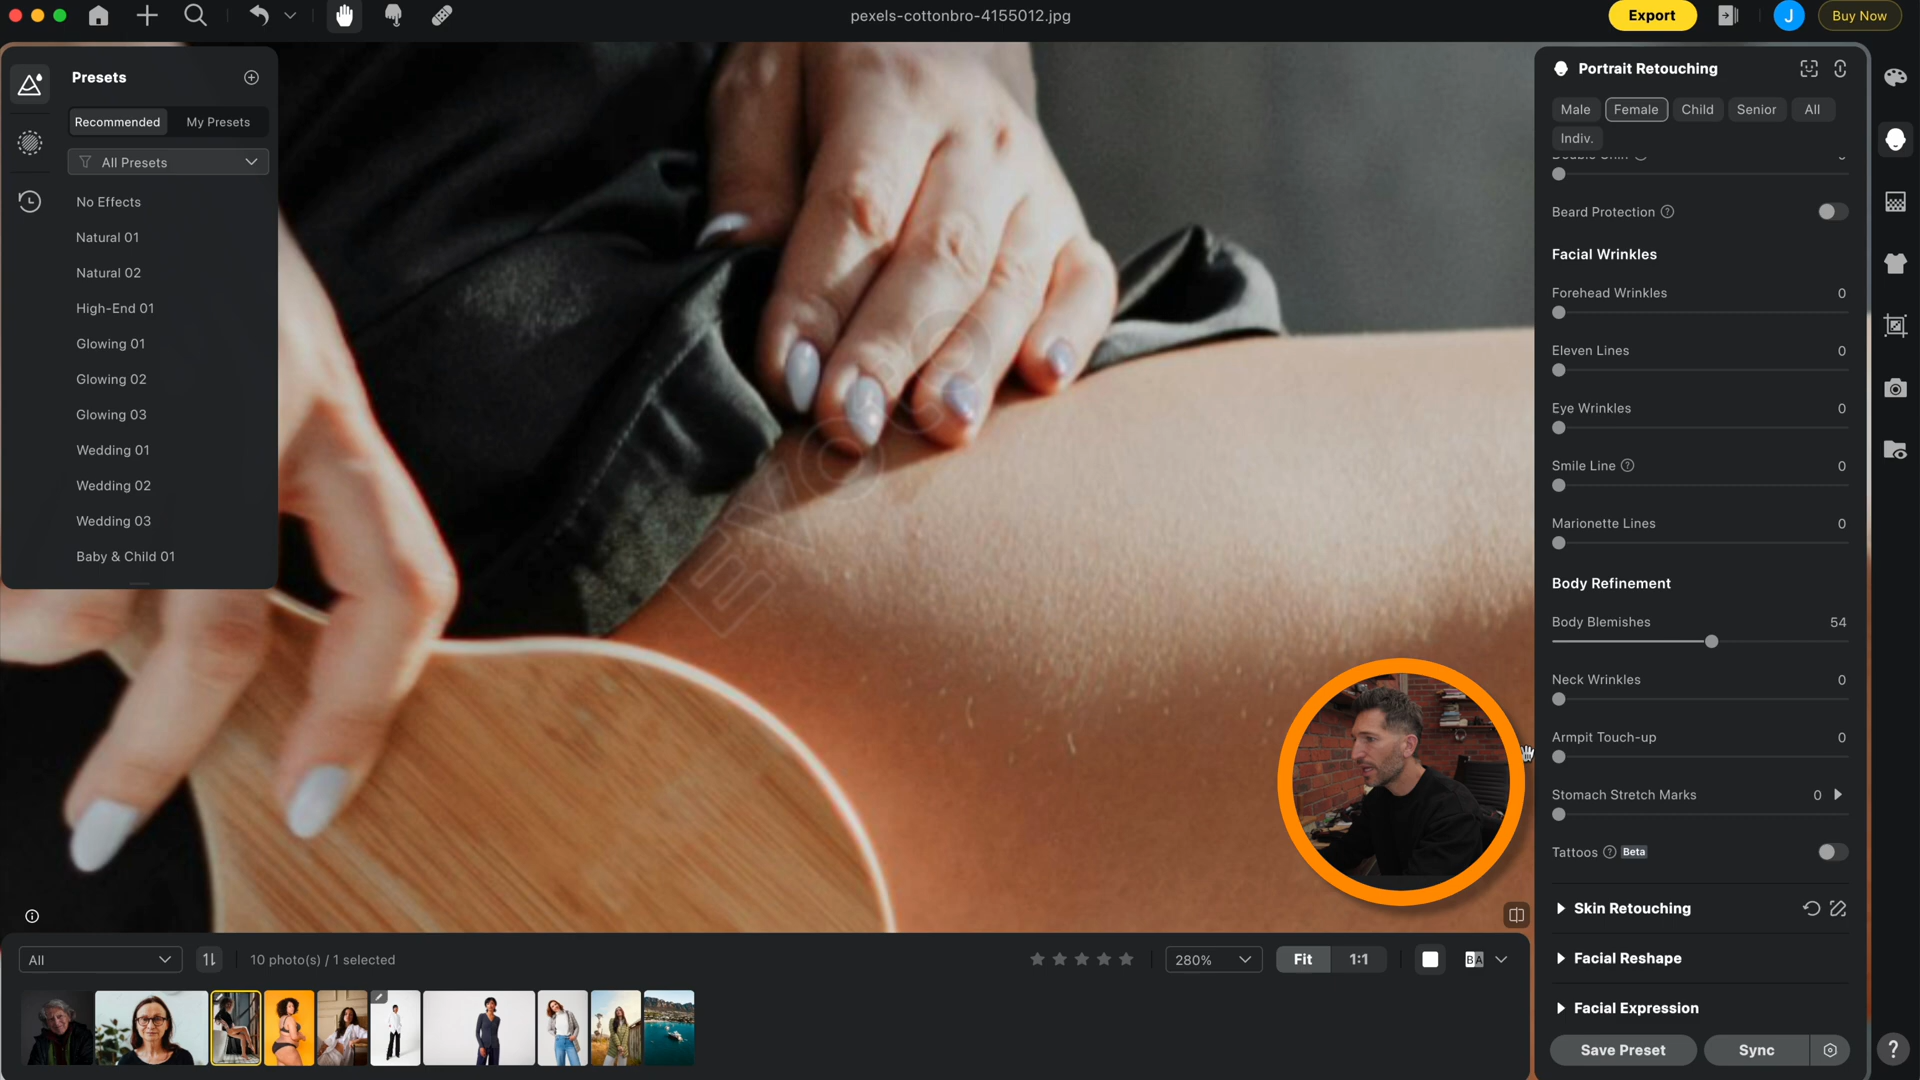 pexels-cottonbro-4155012.jpg
Export
J
Buy Now
Presets
Recommended
My Presets
All Presets
No Effects
Natural 01
Natural 02
High-End 01
Glowing 01
Glowing 02
Glowing 03
Wedding 01
Wedding 02
Wedding 03
Baby & Child 01
Evoto
Portrait Retouching
Male
Female
Child
Senior
All
Indiv.
Beard Protection ?
Facial Wrinkles
Forehead Wrinkles 0
Eleven Lines 0
Eye Wrinkles 0
Smile Line ? 0
Marionette Lines 0
Body Refinement
Body Blemishes 54
Neck Wrinkles 0
Armpit Touch-up 0
Stomach Stretch Marks 0
Tattoos ? Beta
Skin Retouching
Facial Reshape
Facial Expression
Save Preset
Sync
?
All
10 photo(s) / 1 selected
280%
Fit
1:1
BA